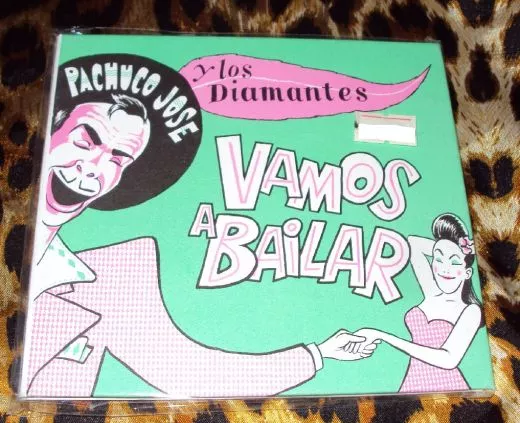 PACHUCO JOSE
y los
Diamantes
VAMOS
A
BAILAR